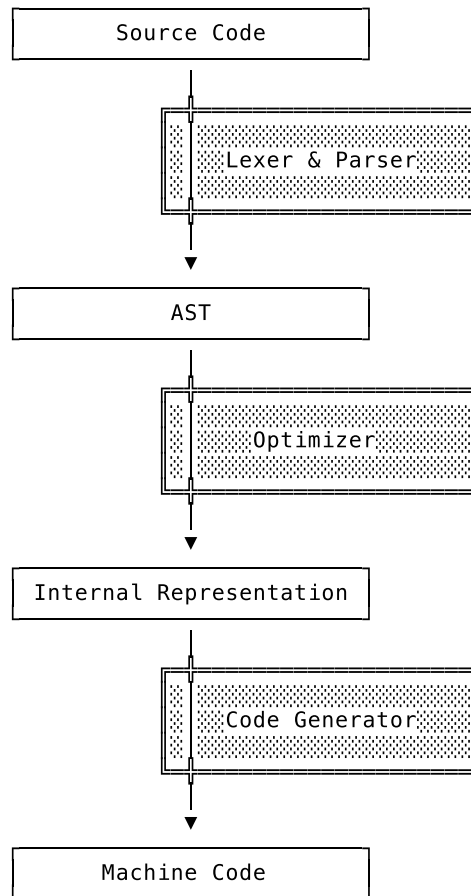 Source Code
Lexer & Parser
AST
Optimizer
Internal Representation
Code Generator
Machine Code